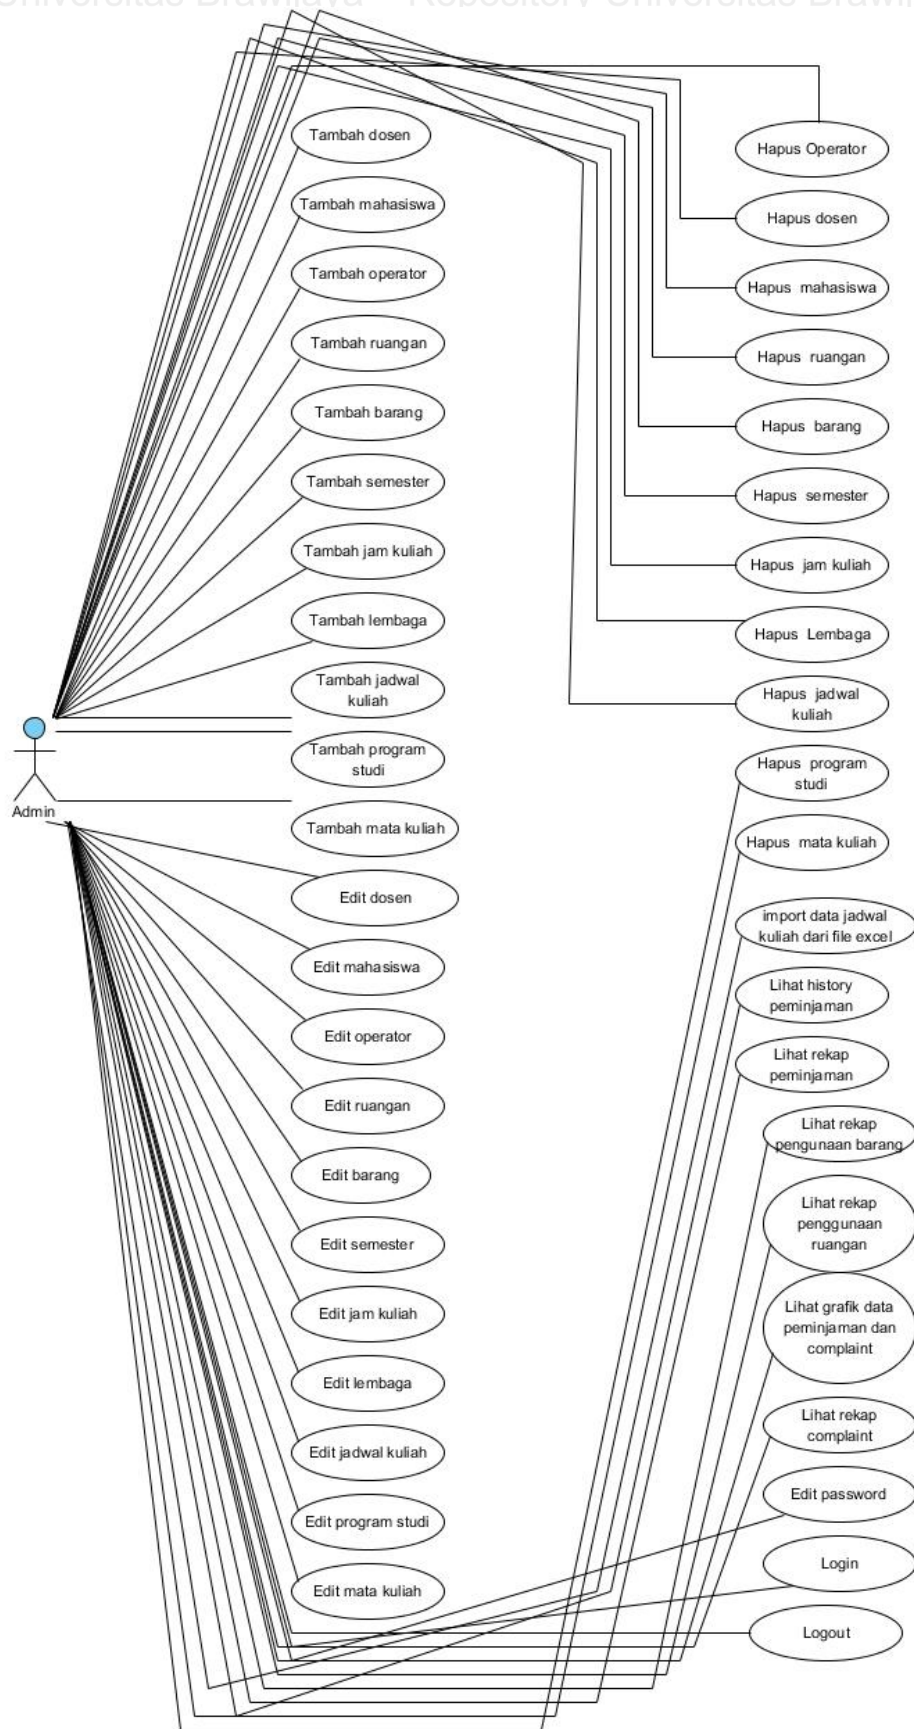 Universitas Brawijaya
Repository Universitas Brawij
Tambah dosen
Tambah mahasiswa
Tambah operator
Tambah ruangan
Tambah barang
Tambah semester
Tambah jam kuliah
Tambah lembaga
Tambah jadwal
kuliah
Tambah program
studi
Tambah mata kuliah
Admin
Edit dosen
Edit mahasiswa
Edit operator
Edit ruangan
Edit barang
Edit semester
Edit jam kuliah
Edit lembaga
Edit jadwal kuliah
Edit program studi
Edit mata kuliah
Hapus Operator
Hapus dosen
Hapus mahasiswa
Hapus ruangan
Hapus barang
Hapus semester
Hapus jam kuliah
Hapus Lembaga
Hapus jadwal
kuliah
Hapus program
studi
Hapus mata kuliah
import data jadwal
kuliah dari file excel
Lihat history
peminjaman
Lihat rekap
peminjaman
Lihat rekap
pengunaan barang
Lihat rekap
penggunaan
ruangan
Lihat grafik data
peminjaman dan
complaint
Lihat rekap
complaint
Edit password
Login
Logout